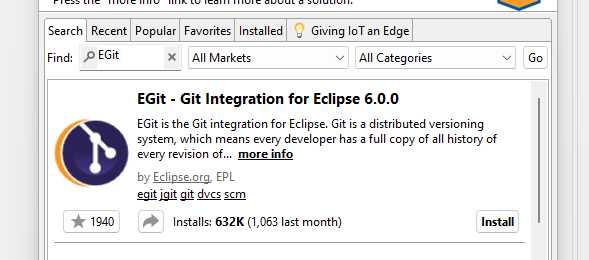 Press the "more info" link to learn more about a solution.
Search Recent Popular Favorites Installed Giving IoT an Edge
Find: EGit All Markets All Categories Go
EGit - Git Integration for Eclipse 6.0.0
EGit is the Git integration for Eclipse. Git is a distributed versioning
system, which means every developer has a full copy of all history of
every revision of... more info
by Eclipse.org, EPL
egit jgit git dvcs scm
1940 Installs: 632K (1,063 last month) Install